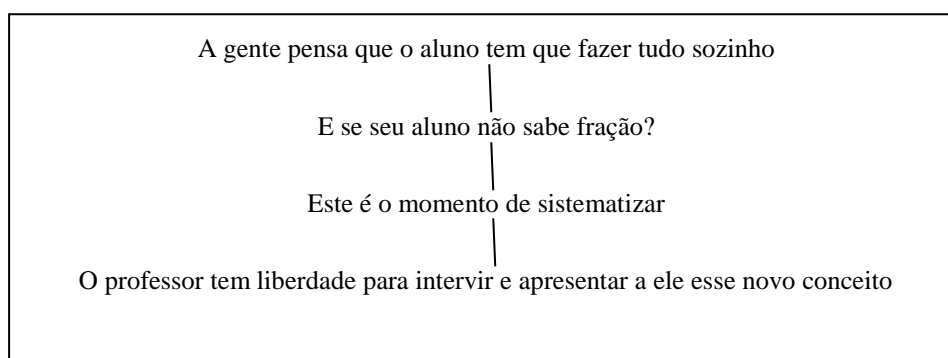 A gente pensa que o aluno tem que fazer tudo sozinho
E se seu aluno não sabe fração?
Este é o momento de sistematizar
O professor tem liberdade para intervir e apresentar a ele esse novo conceito